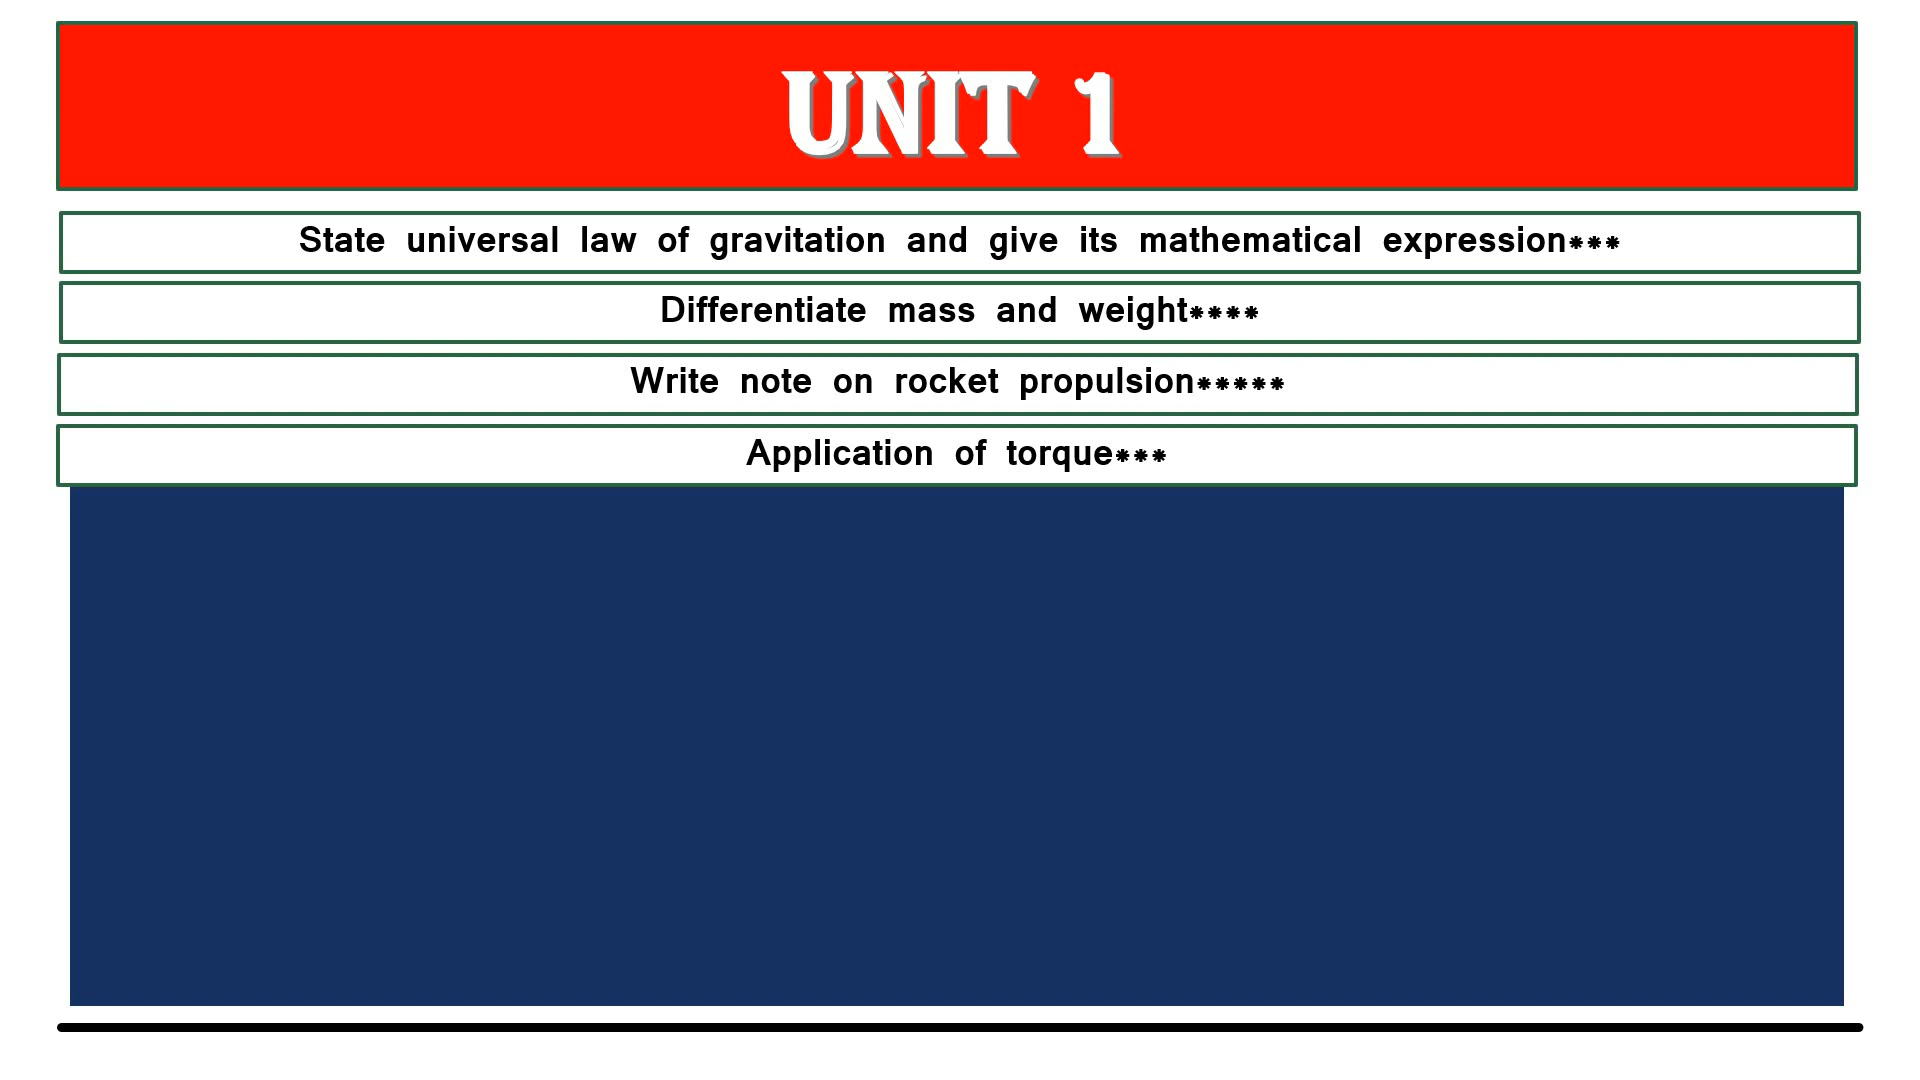 UNIT 1
State universal law of gravitation and give its mathematical expression***
Differentiate mass and weight****
Write note on rocket propulsion*****
Application of torque***